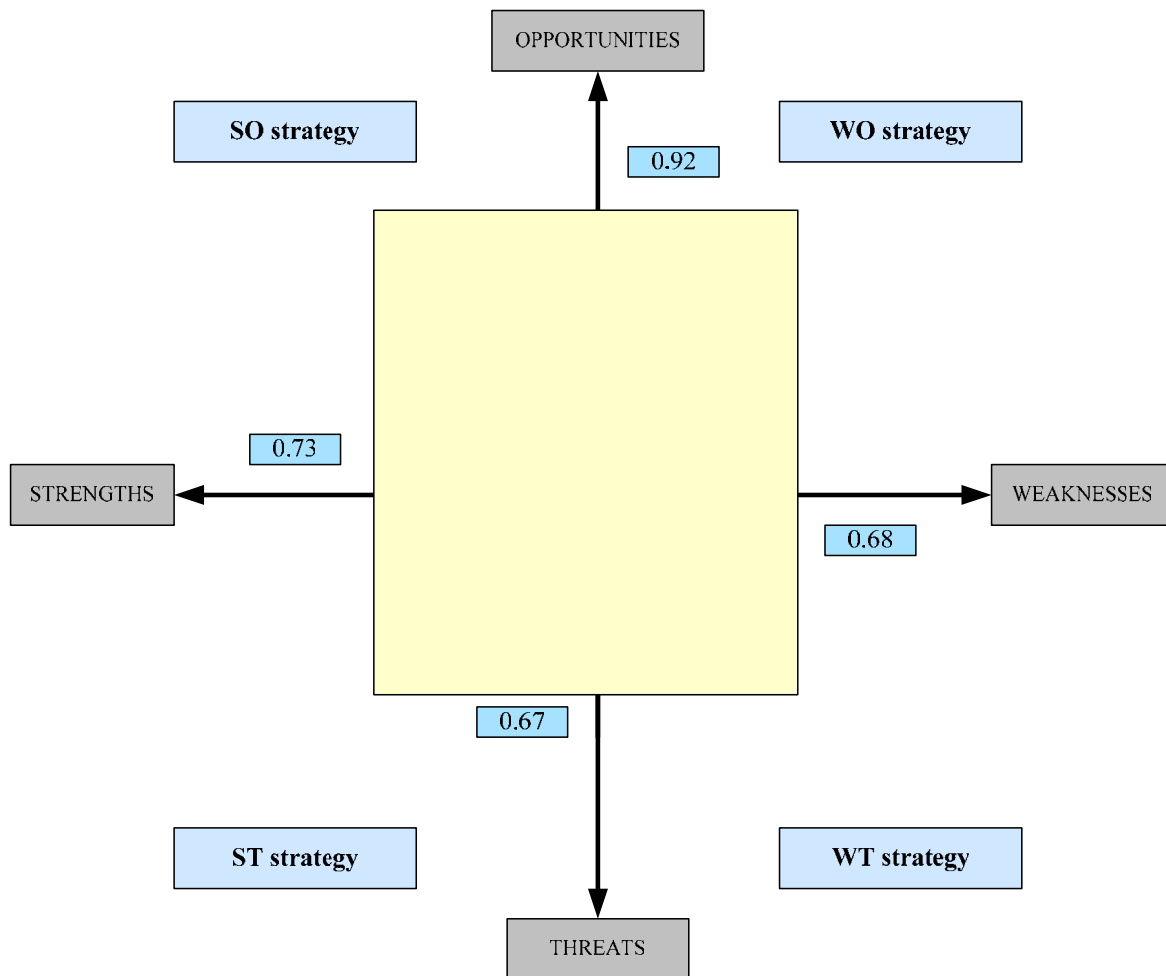 OPPORTUNITIES
SO strategy
WO strategy
0.92
0.73
STRENGTHS
WEAKNESSES
0.68
0.67
ST strategy
WT strategy
THREATS